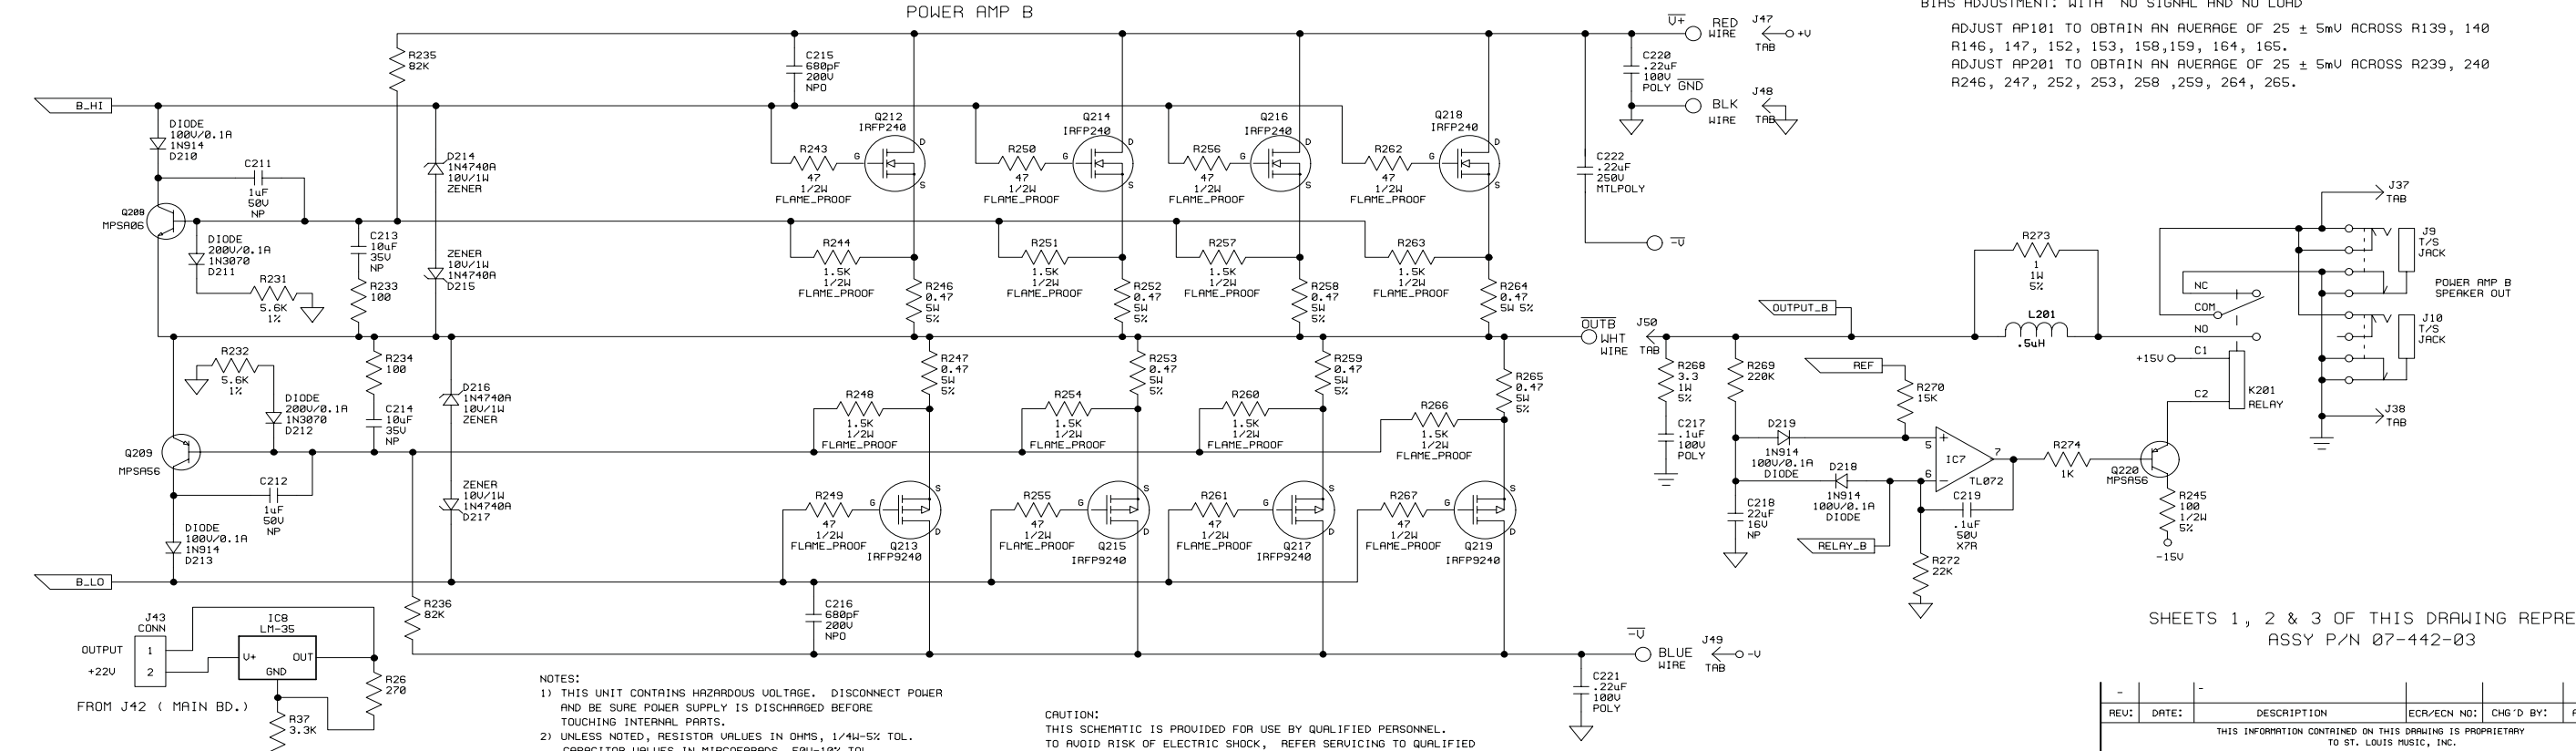 POWER AMP B
BIAS ADJUSTMENT: WITH NO SIGNAL AND NO LOAD
ADJUST AP101 TO OBTAIN AN AVERAGE OF 25 ± 5mV ACROSS R139, 140
R146, 147, 152, 153, 158,159, 164, 165.
ADJUST AP201 TO OBTAIN AN AVERAGE OF 25 ± 5mV ACROSS R239, 240
R246, 247, 252, 253, 258 ,259, 264, 265.
R235
82K
C215
680pF
200V
NPO
C220
.22uF
100V
POLY
V+
RED
WIRE
J47
TAB
+V
GND
BLK
WIRE
J48
TAB
B_HI
DIODE
100V/0.1A
1N914
D210
C211
1uF
50V
NP
D214
1N4740A
10V/1W
ZENER
Q208
MPSA06
DIODE
200V/0.1A
1N3070
D211
R231
5.6K
1%
C213
10uF
35V
NP
R233
100
ZENER
10V/1W
1N4740A
D215
Q212
IRFP240
D
G
S
R243
47
1/2W
FLAME_PROOF
Q214
IRFP240
D
G
S
R250
47
1/2W
FLAME_PROOF
Q216
IRFP240
D
G
S
R256
47
1/2W
FLAME_PROOF
Q218
IRFP240
D
G
S
R262
47
1/2W
FLAME_PROOF
C222
.22uF
250V
MTLPOLY
-V
R244
1.5K
1/2W
FLAME_PROOF
R246
0.47
5W
5%
R251
1.5K
1/2W
FLAME_PROOF
R252
0.47
5W
5%
R257
1.5K
1/2W
FLAME_PROOF
R258
0.47
5W
5%
R263
1.5K
1/2W
FLAME_PROOF
R264
0.47
5W 5%
OUTB
WHT
WIRE
J50
TAB
OUTPUT_B
R273
1
1W
5%
L201
.5uH
J37
TAB
J9
T/S
JACK
POWER AMP B
SPEAKER OUT
J10
T/S
JACK
J38
TAB
NC
COM
NO
+15V
C1
C2
K201
RELAY
R232
5.6K
1%
R234
100
DIODE
200V/0.1A
1N3070
D212
C214
10uF
35V
NP
D216
1N4740A
10V/1W
ZENER
Q209
MPSA56
C212
1uF
50V
NP
DIODE
100V/0.1A
1N914
D213
ZENER
10V/1W
1N4740A
D217
B_LO
R247
0.47
5W
5%
R248
1.5K
1/2W
FLAME_PROOF
R253
0.47
5W
5%
R254
1.5K
1/2W
FLAME_PROOF
R259
0.47
5W
5%
R260
1.5K
1/2W
FLAME_PROOF
R265
0.47
5W
5%
R266
1.5K
1/2W
FLAME_PROOF
R249
47
1/2W
FLAME_PROOF
S
G
D
Q213
IRFP9240
R255
47
1/2W
FLAME_PROOF
S
G
D
Q215
IRFP9240
R261
47
1/2W
FLAME_PROOF
S
G
D
Q217
IRFP9240
R267
47
1/2W
FLAME_PROOF
S
G
D
Q219
IRFP9240
R268
3.3
1W
5%
C217
.1uF
100V
POLY
R269
220K
REF
R270
15K
D219
1N914
100V/0.1A
DIODE
D218
1N914
100V/0.1A
DIODE
5
+
6
-
7
IC7
TL072
C218
22uF
16V
NP
RELAY_B
C219
.1uF
50V
X7R
R272
22K
R274
1K
Q220
MPSA56
R245
100
1/2W
5%
-15V
R236
82K
C216
680pF
200V
NPO
-V
BLUE
WIRE
J49
TAB
-V
C221
.22uF
100V
POLY
J43
CONN
OUTPUT
1
+22V
2
IC8
LM-35
V+
OUT
GND
R26
270
R37
3.3K
FROM J42 ( MAIN BD.)
NOTES:
1) THIS UNIT CONTAINS HAZARDOUS VOLTAGE. DISCONNECT POWER
AND BE SURE POWER SUPPLY IS DISCHARGED BEFORE
TOUCHING INTERNAL PARTS.
2) UNLESS NOTED, RESISTOR VALUES IN OHMS, 1/4W-5% TOL.
CAPACITOR VALUES IN MIRCOFARADS, 50V-10% TOL.
CAUTION:
THIS SCHEMATIC IS PROVIDED FOR USE BY QUALIFIED PERSONNEL.
TO AVOID RISK OF ELECTRIC SHOCK, REFER SERVICING TO QUALIFIED
SHEETS 1, 2 & 3 OF THIS DRAWING REPRE
ASSY P/N 07-442-03
-
-
REV:
DATE:
DESCRIPTION
ECR/ECN NO:
CHG'D BY:
THIS INFORMATION CONTAINED ON THIS DRAWING IS PROPRIETARY
TO ST. LOUIS MUSIC, INC.